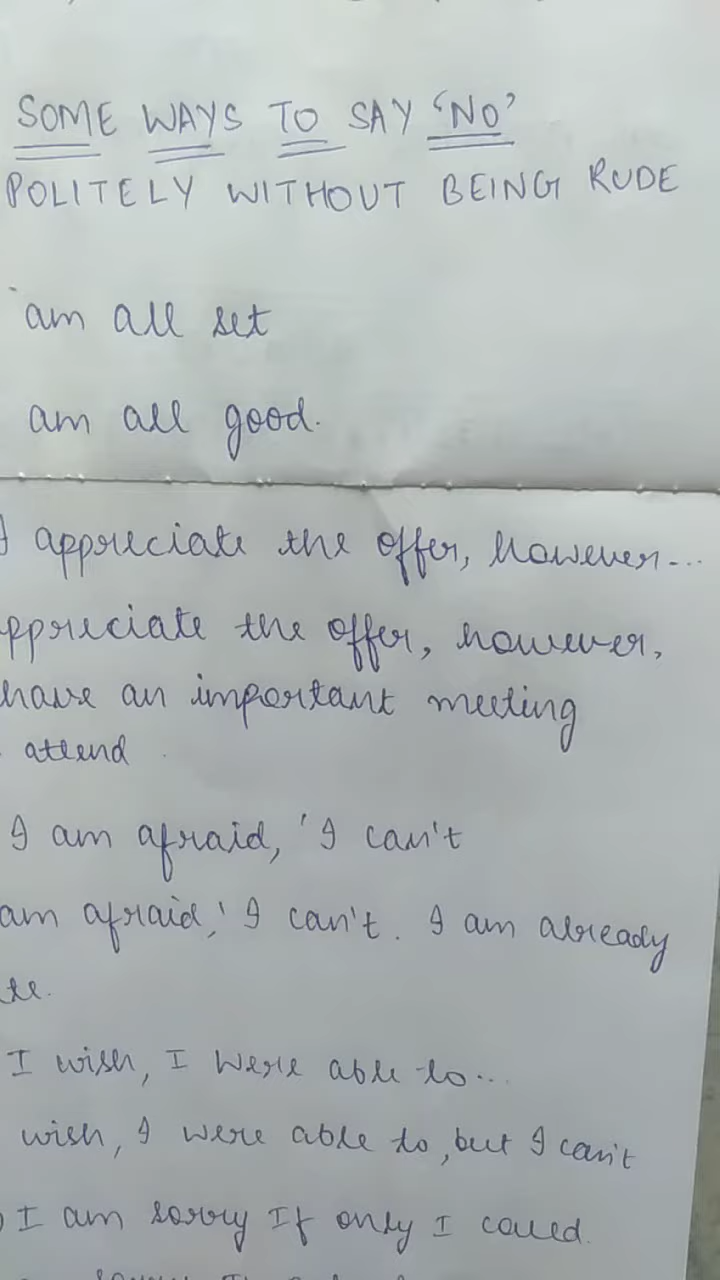 SOME WAYS TO SAY 'NO'
POLITELY WITHOUT BEING RUDE
am all set
am all good.
I appreciate the offer, however...
ppreciate the offer, however,
have an important meeting
attend
I am afraid, 'I can't
am afraid,' I can't. I am already
te.
I wish, I were able to...
wish, I were able to, but I can't
I am sorry If only I could.